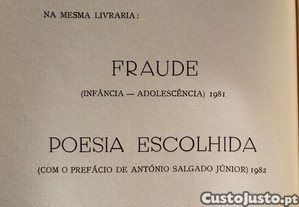 NA MESMA LIVRARIA:
FRAUDE
(INFÂNCIA — ADOLESCÊNCIA) 1981
POESIA ESCOLHIDA
(COM O PREFÁCIO DE ANTÓNIO SALGADO JÚNIOR) 1982
CustoJusto.pt